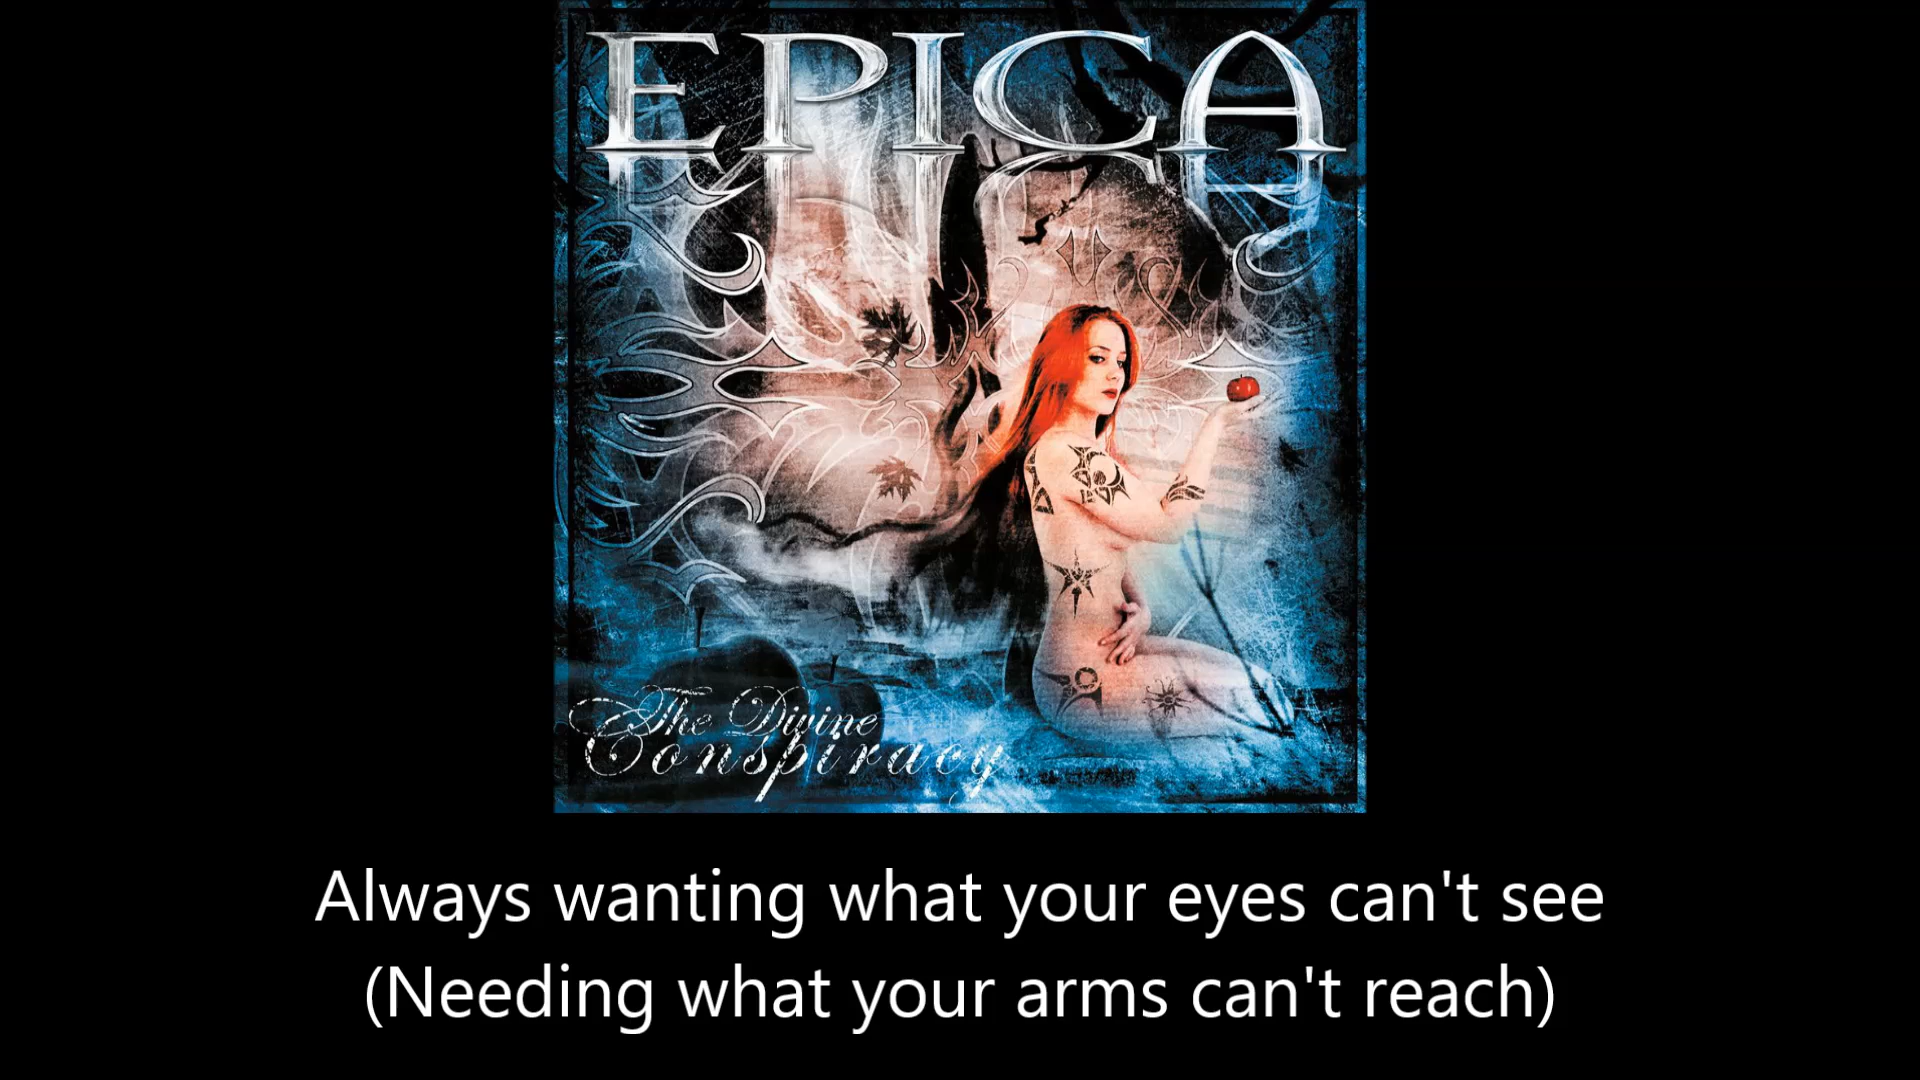 EPICA
The Divine
Conspiracy
Always wanting what your eyes can't see
(Needing what your arms can't reach)